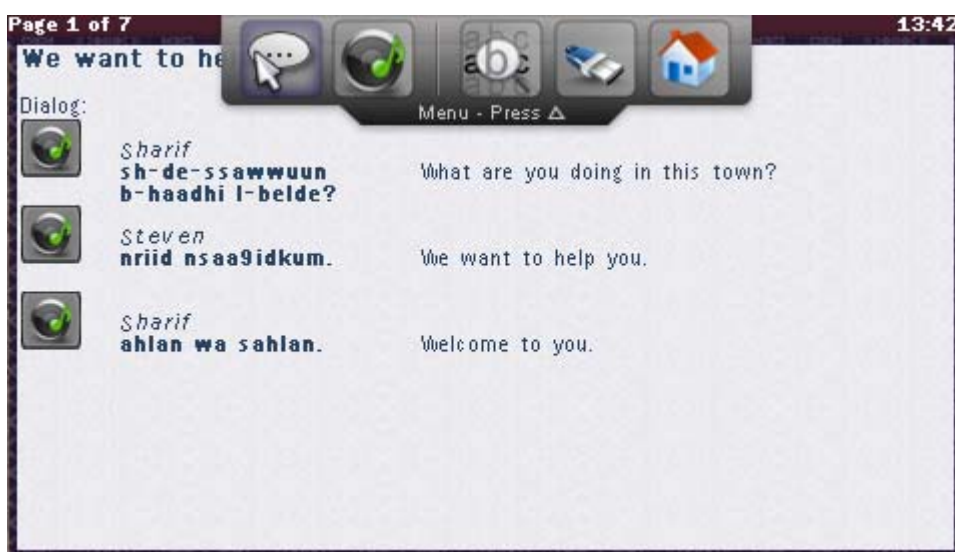 Page 1 of 7
13:42
We want to he
Menu - Press △
Dialog:
Sharif
sh-de-ssawwuun
b-haadhi l-belde?
What are you doing in this town?
Steven
nriid nsaa9idkum.
We want to help you.
Sharif
ahlan wa sahlan.
Welcome to you.